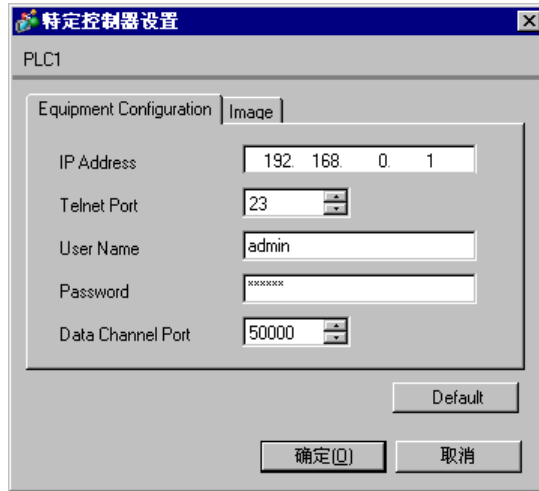 特定控制器设置
PLC1
Equipment Configuration Image
IP Address 192. 168. 0. 1
Telnet Port 23
User Name admin
Password ******
Data Channel Port 50000
Default
确定(O) 取消